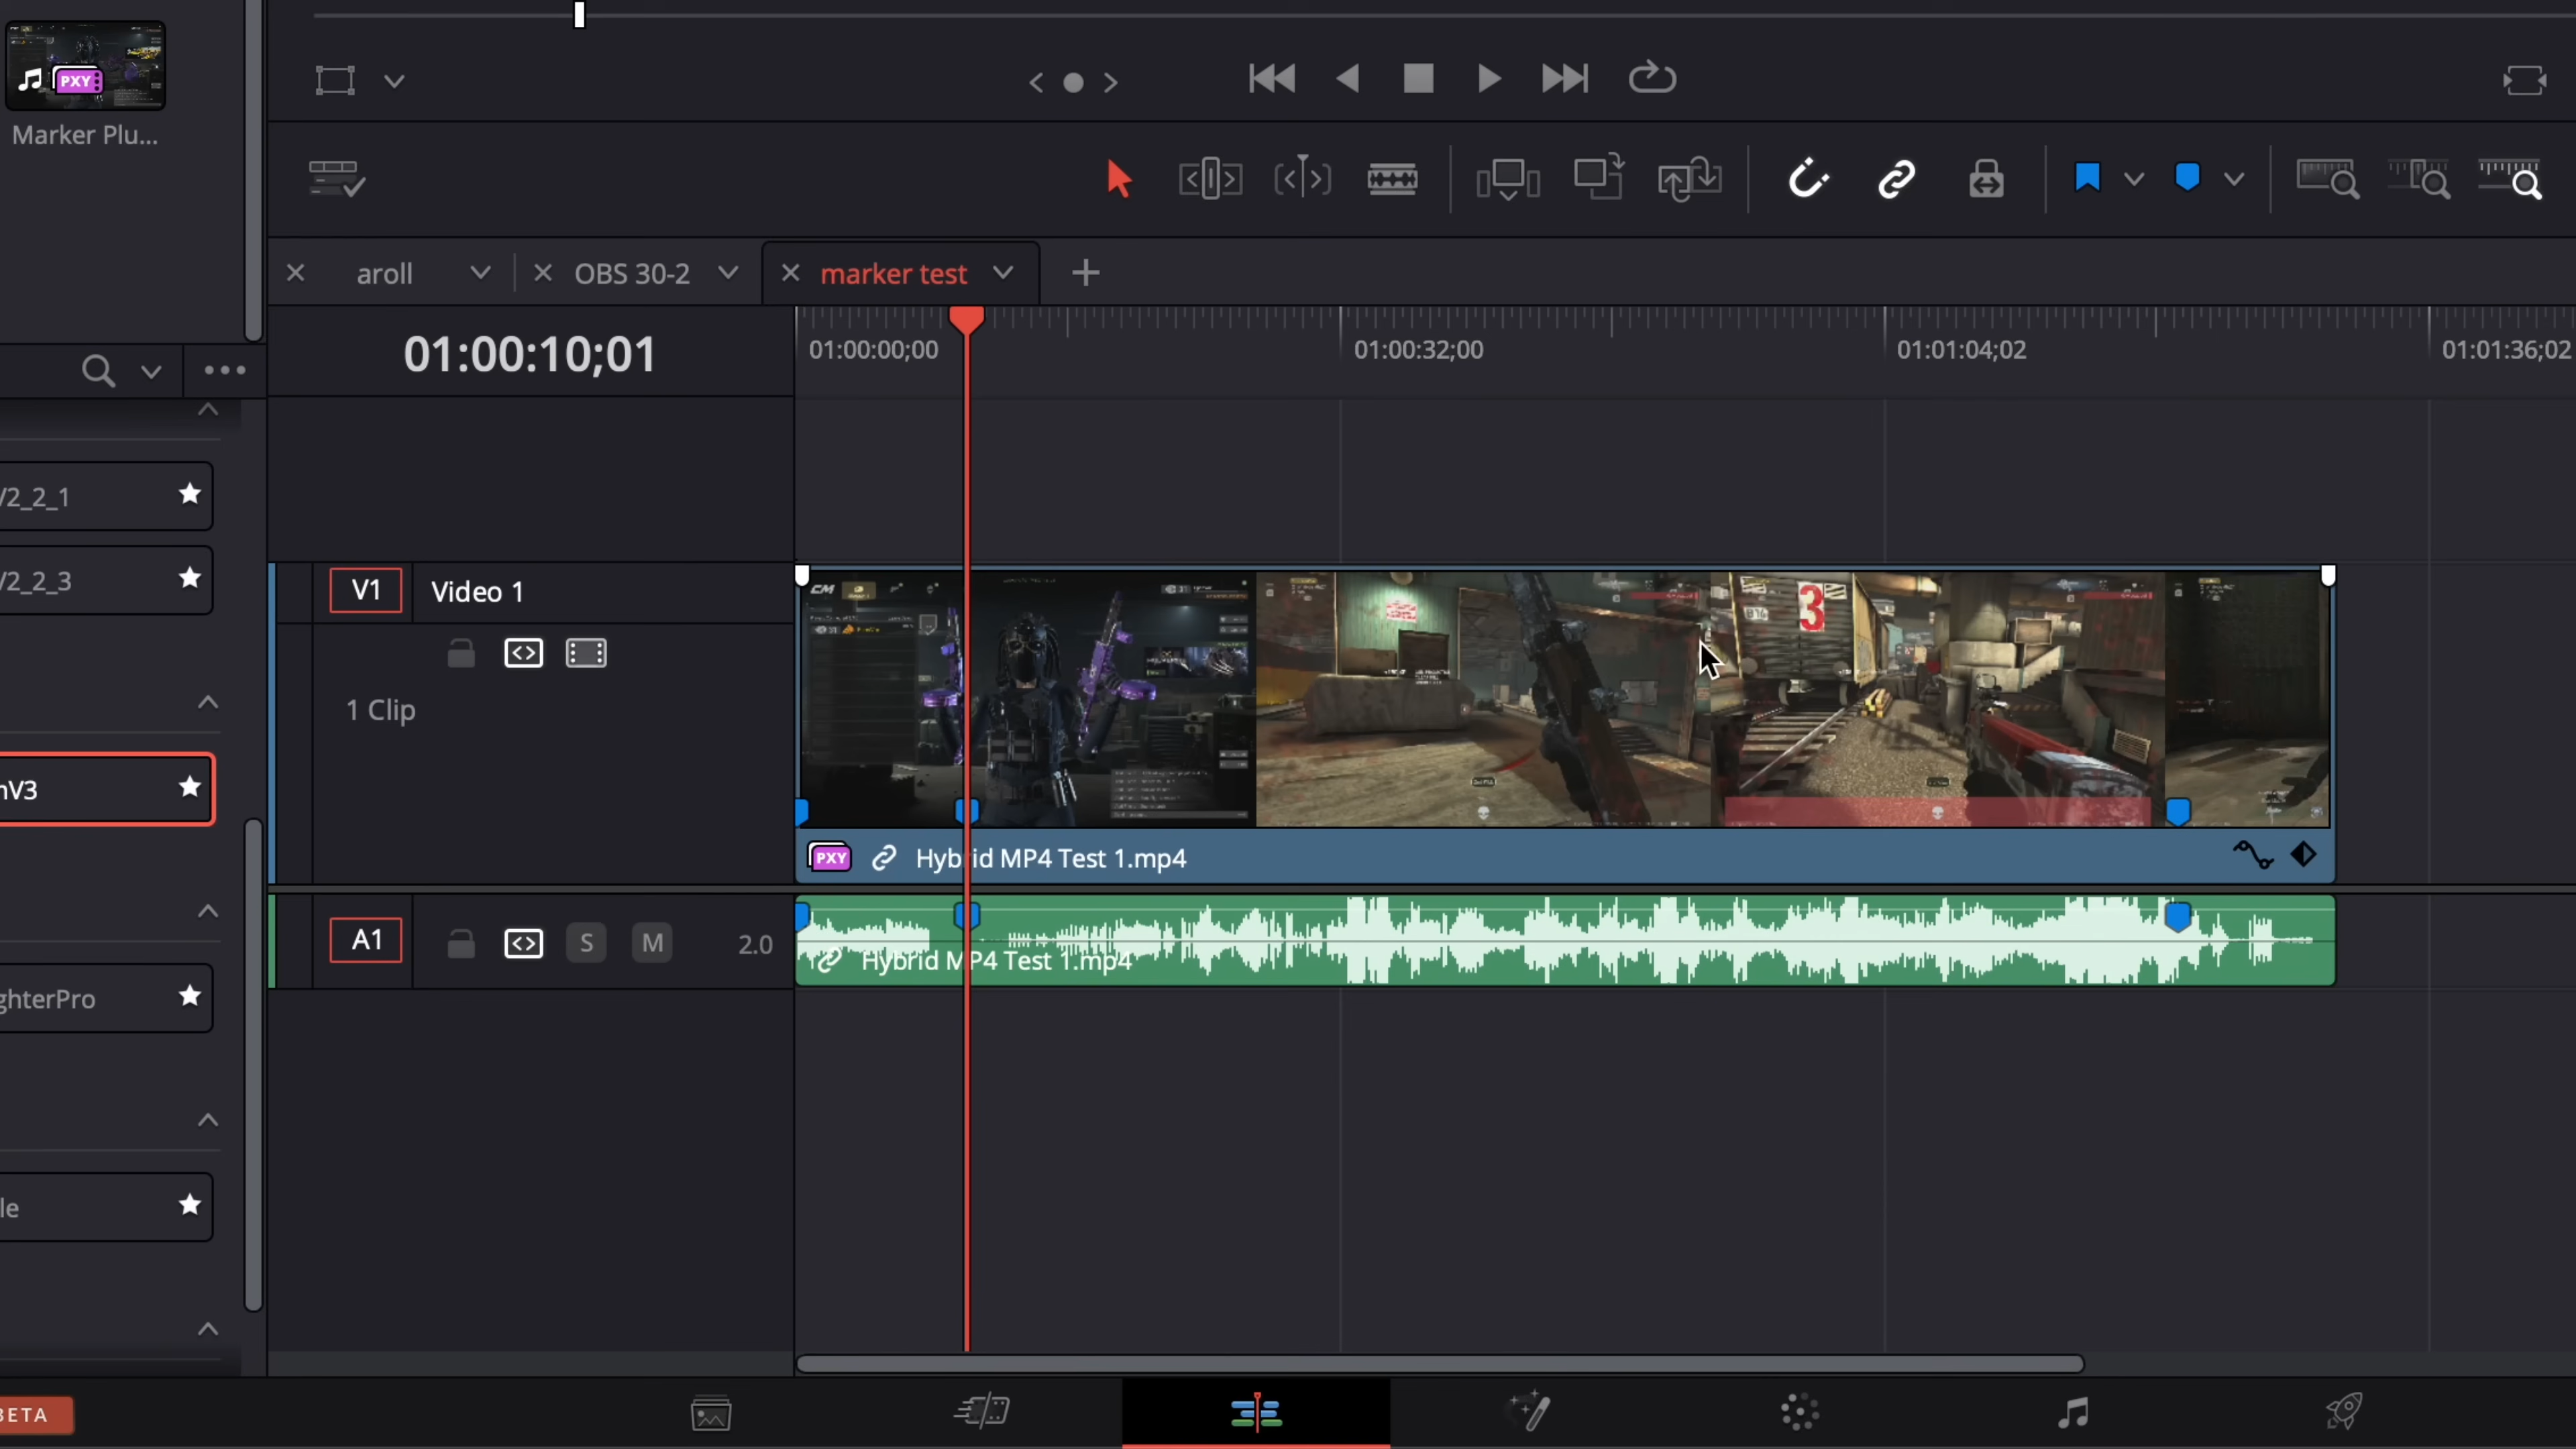 PXY
Marker Plu...
aroll
OBS 30-2
marker test
01:00:10;01
01:00:00;00
01:00:32;00
01:01:04;02
01:01:36;02
V2_2_1
V2_2_3
V1
Video 1
1 Clip
3
nV3
PXY
Hybrid MP4 Test 1.mp4
A1
S
M
2.0
Hybrid MP4 Test 1.mp4
ghterPro
le
BETA